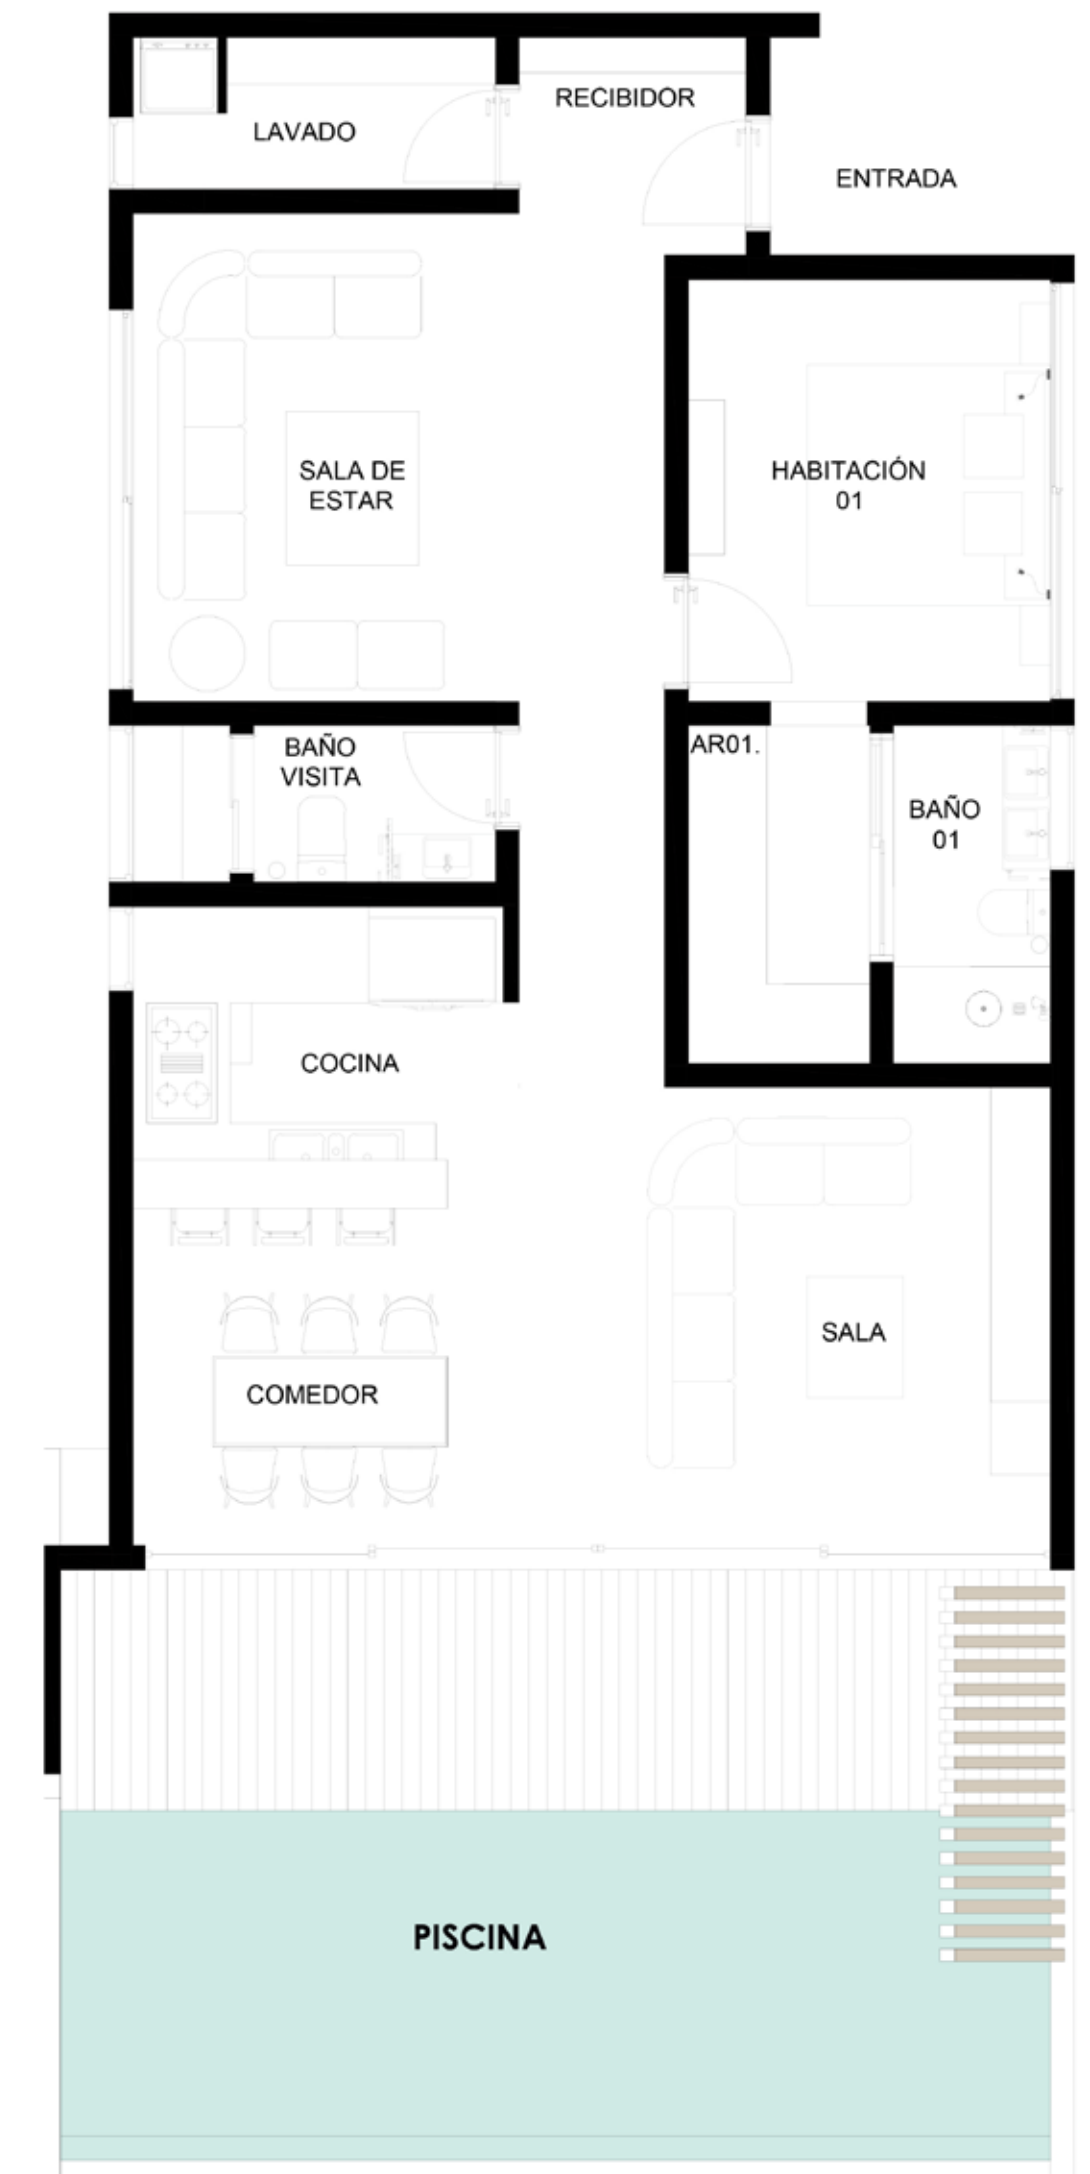 RECIBIDOR
LAVADO
ENTRADA
SALA DE
ESTAR
HABITACIÓN
01
BAÑO
VISITA
AR01.
BAÑO
01
COCINA
SALA
COMEDOR
PISCINA